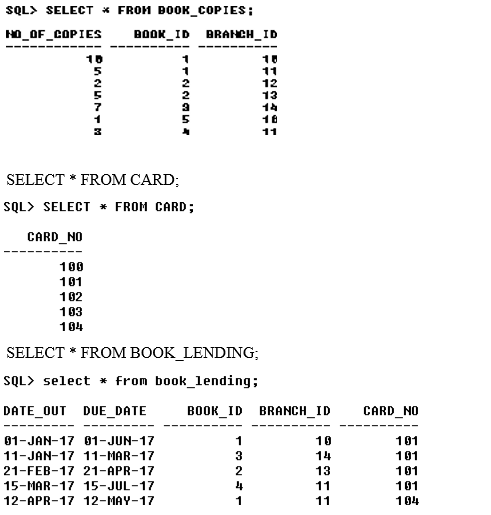 SQL> SELECT * FROM BOOK_COPIES;
NO_OF_COPIES BOOK_ID BRANCH_ID
------------ ---------- ----------
10 1 10
5 1 11
2 2 12
5 2 13
7 3 14
1 5 10
3 4 11
SELECT * FROM CARD;
SQL> SELECT * FROM CARD;
CARD_NO
----------
100
101
102
103
104
SELECT * FROM BOOK_LENDING;
SQL> select * from book_lending;
DATE_OUT DUE_DATE BOOK_ID BRANCH_ID CARD_NO
--------- --------- ---------- ---------- ----------
01-JAN-17 01-JUN-17 1 10 101
11-JAN-17 11-MAR-17 3 14 101
21-FEB-17 21-APR-17 2 13 101
15-MAR-17 15-JUL-17 4 11 101
12-APR-17 12-MAY-17 1 11 104